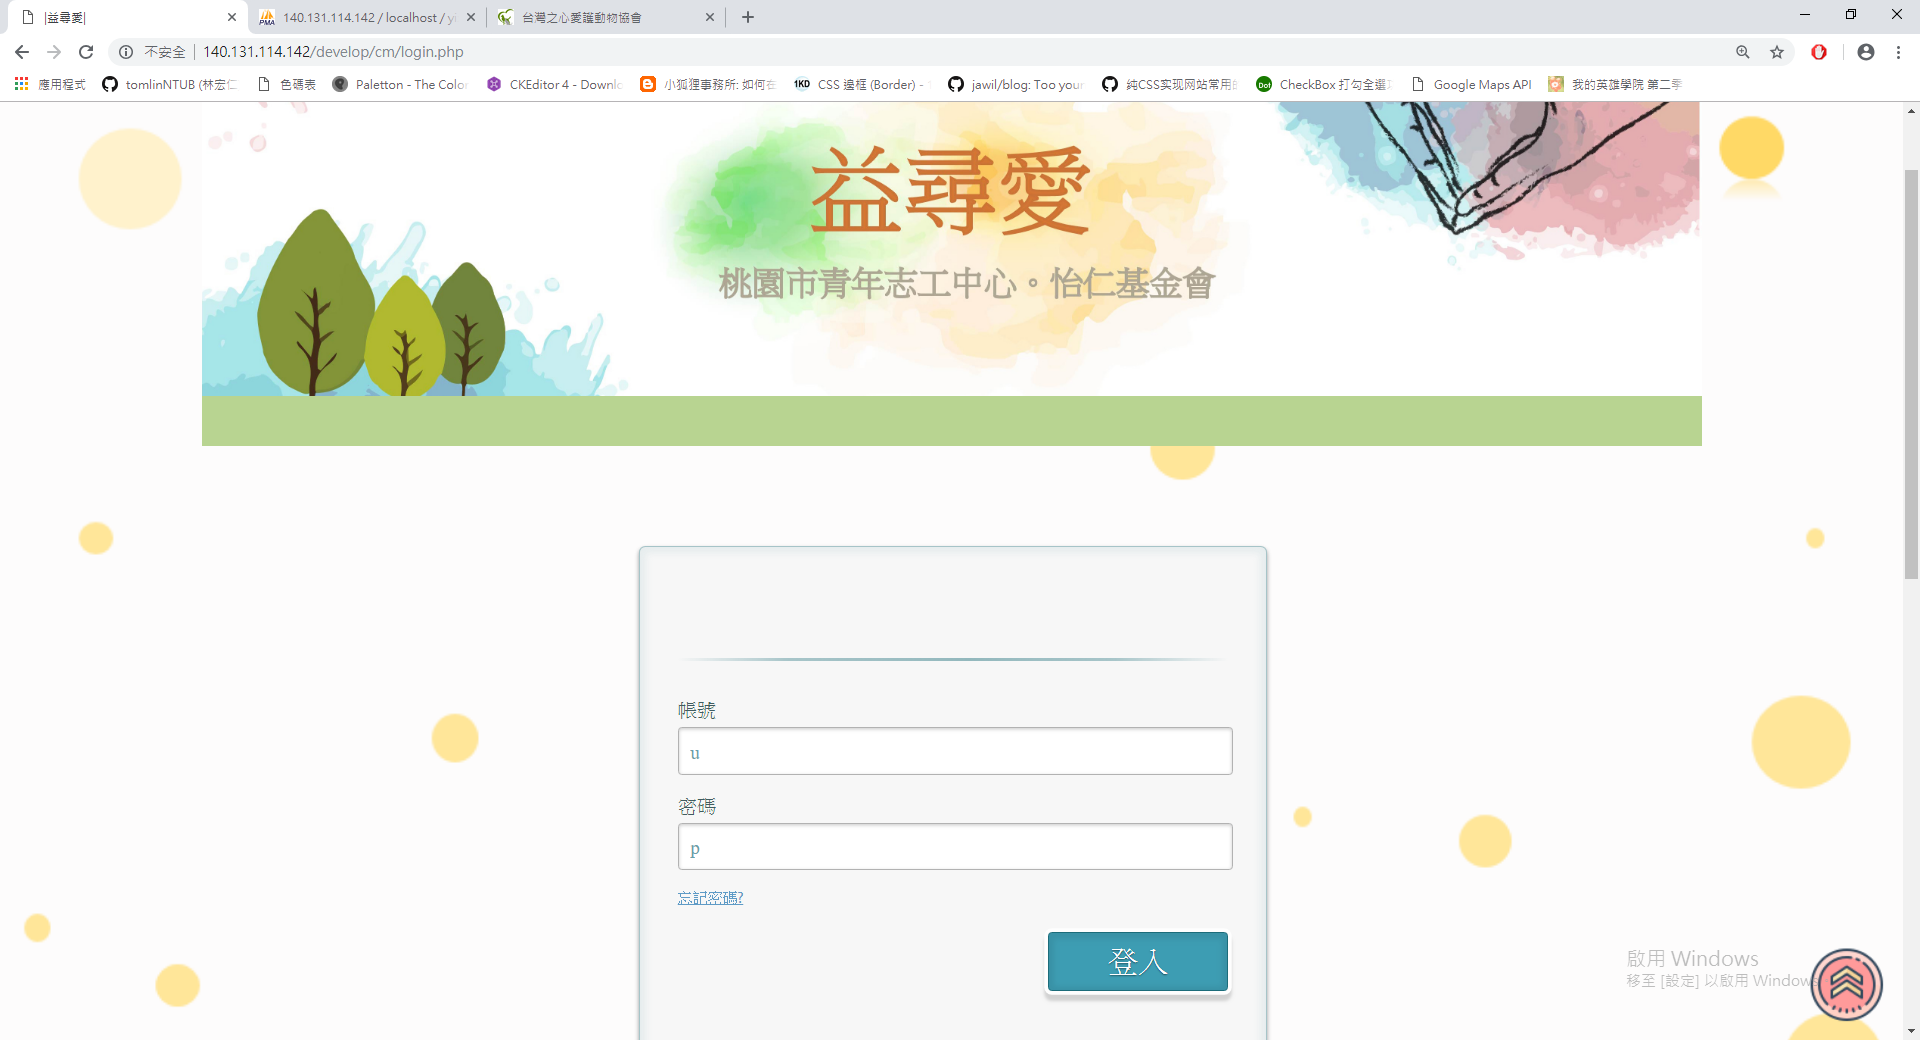 |益尋愛|
140.131.114.142 / localhost / yi
台灣之心愛護動物協會
不安全
140.131.114.142/develop/cm/login.php
應用程式
tomlinNTUB (林宏仁
色碼表
Paletton - The Color
CKEditor 4 - Downlo
小狐狸事務所: 如何在
CSS 邊框 (Border) -
jawil/blog: Too your
純CSS实现网站常用的
CheckBox 打勾全選
Google Maps API
我的英雄學院 第二季
益尋愛
桃園市青年志工中心。怡仁基金會
帳號
u
密碼
p
忘記密碼?
登入
啟用 Windows
移至 [設定] 以啟用 Windows